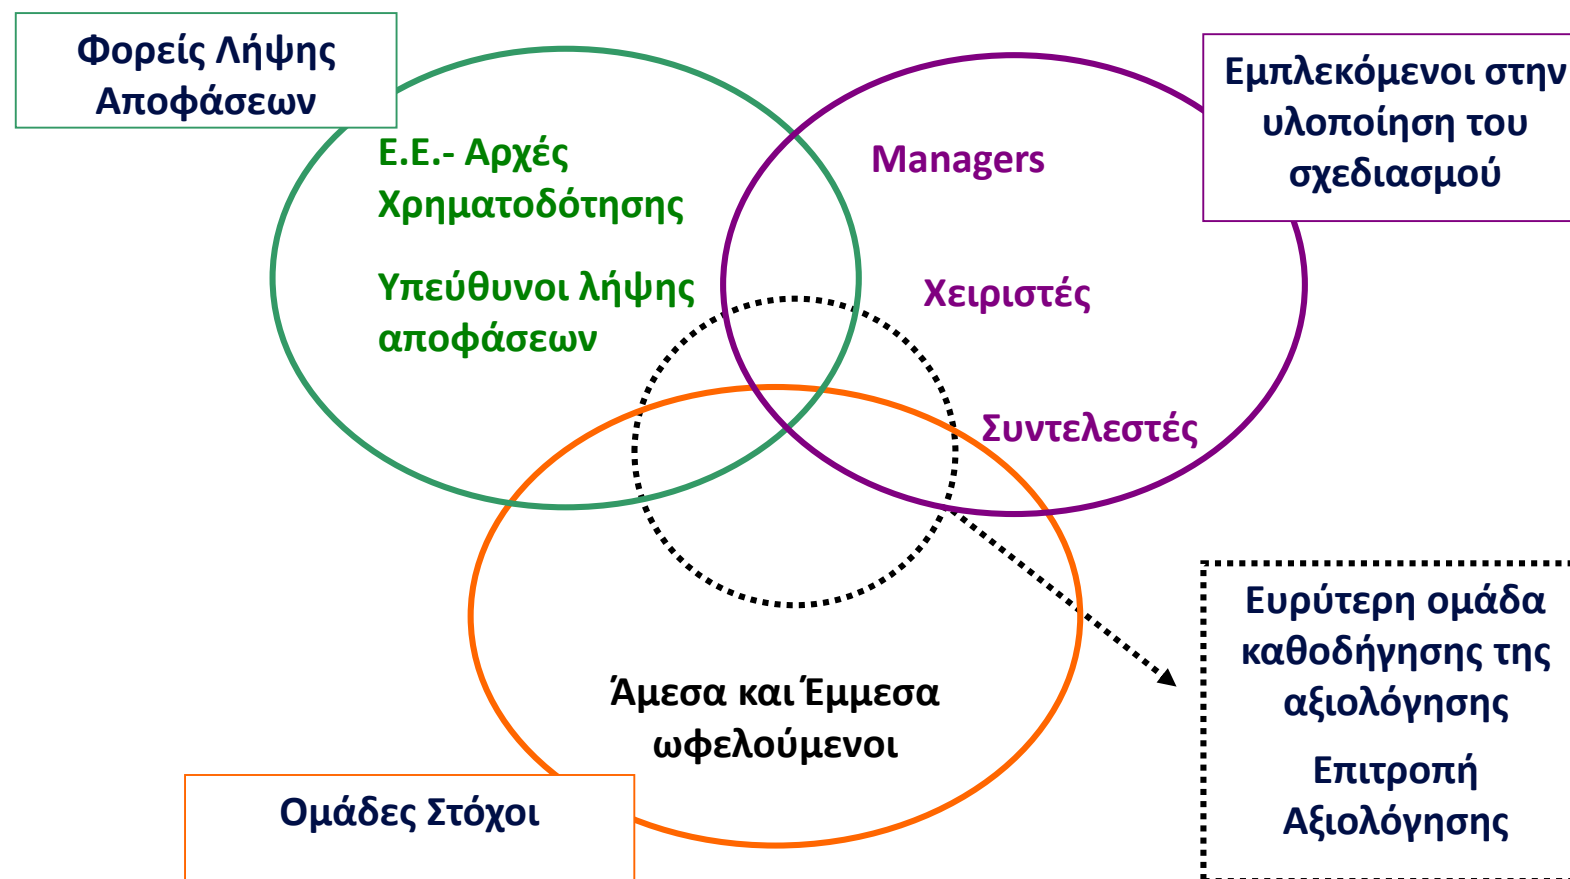 Φορείς Λήψης
Αποφάσεων
Ε.Ε.- Αρχές
Χρηματοδότησης
Υπεύθυνοι λήψης
αποφάσεων
Managers
Χειριστές
Συντελεστές
Εμπλεκόμενοι στην
υλοποίηση του
σχεδιασμού
Άμεσα και Έμμεσα
ωφελούμενοι
Ομάδες Στόχοι
Ευρύτερη ομάδα
καθοδήγησης της
αξιολόγησης
Επιτροπή
Αξιολόγησης